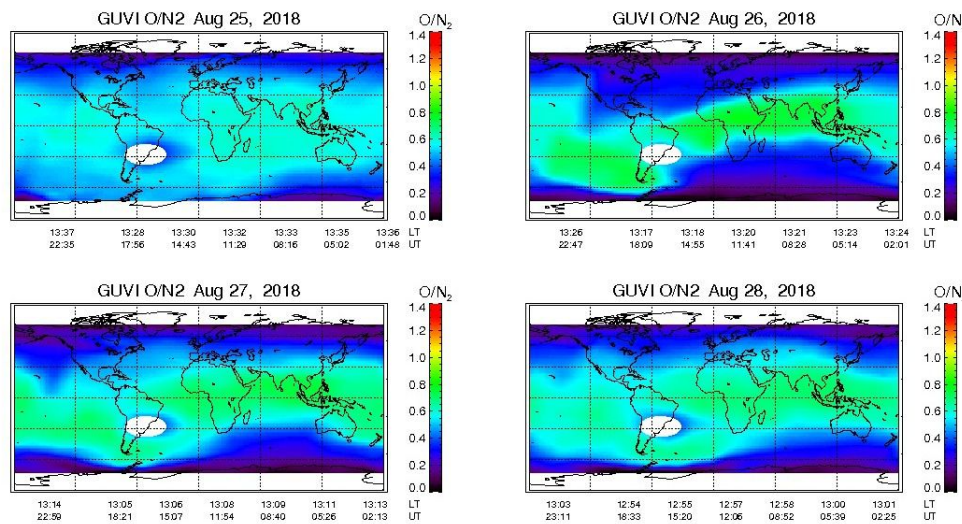 GUVI O/N2 Aug 25, 2018
O/N₂
1.4
1.2
1.0
0.8
0.6
0.4
0.2
0.0
13:37 13:28 13:30 13:32 13:33 13:35 13:36 LT
22:35 17:56 14:43 11:29 08:16 05:02 01:48 UT
GUVI O/N2 Aug 26, 2018
O/N
1.4
1.2
1.0
0.8
0.6
0.4
0.2
0.0
13:26 13:17 13:18 13:20 13:21 13:23 13:24 LT
22:47 18:09 14:55 11:41 08:28 05:14 02:01 UT
GUVI O/N2 Aug 27, 2018
O/N₂
1.4
1.2
1.0
0.8
0.6
0.4
0.2
0.0
13:14 13:05 13:06 13:08 13:09 13:11 13:13 LT
22:59 18:21 15:07 11:54 08:40 05:26 02:13 UT
GUVI O/N2 Aug 28, 2018
O/N
1.4
1.2
1.0
0.8
0.6
0.4
0.2
0.0
13:03 12:54 12:55 12:57 12:58 13:00 13:01 LT
23:11 18:33 15:20 12:06 08:52 05:39 02:25 UT